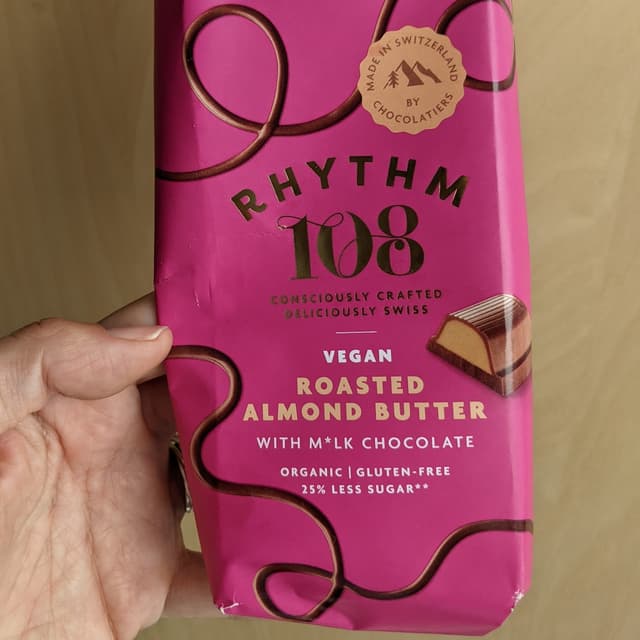 MADE IN SWITZERLAND
BY
CHOCOLATIERS
RHYTHM
108
CONSCIOUSLY CRAFTED
DELICIOUSLY SWISS
VEGAN
ROASTED
ALMOND BUTTER
WITH M*LK CHOCOLATE
ORGANIC | GLUTEN-FREE
25% LESS SUGAR**